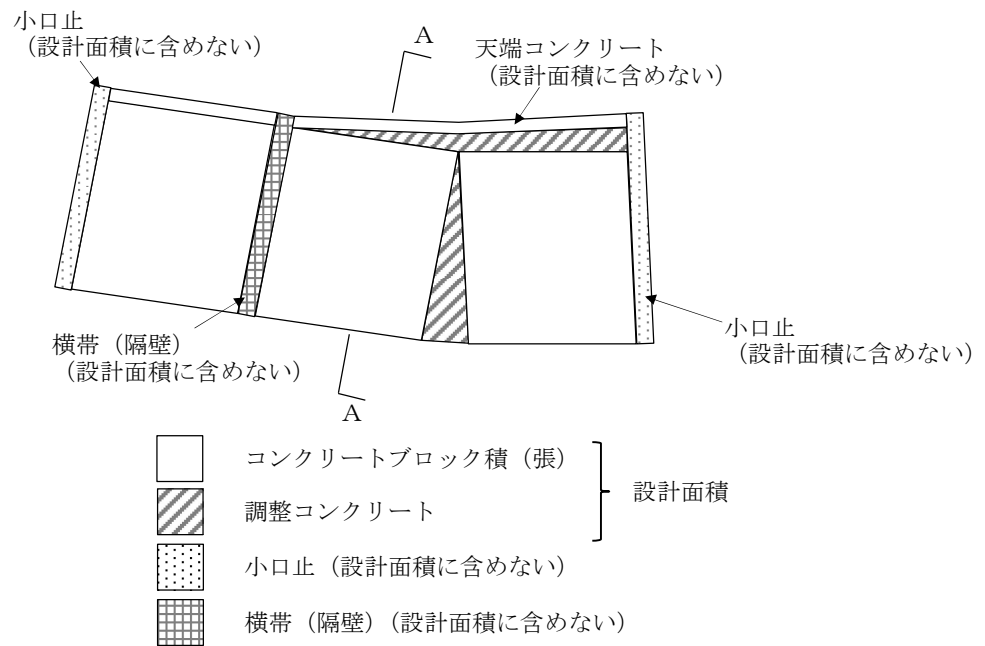 小口止
（設計面積に含めない）
A
天端コンクリート
（設計面積に含めない）
横帯（隔壁）
（設計面積に含めない）
小口止
（設計面積に含めない）
A
コンクリートブロック積（張）
調整コンクリート
設計面積
小口止（設計面積に含めない）
横帯（隔壁）（設計面積に含めない）